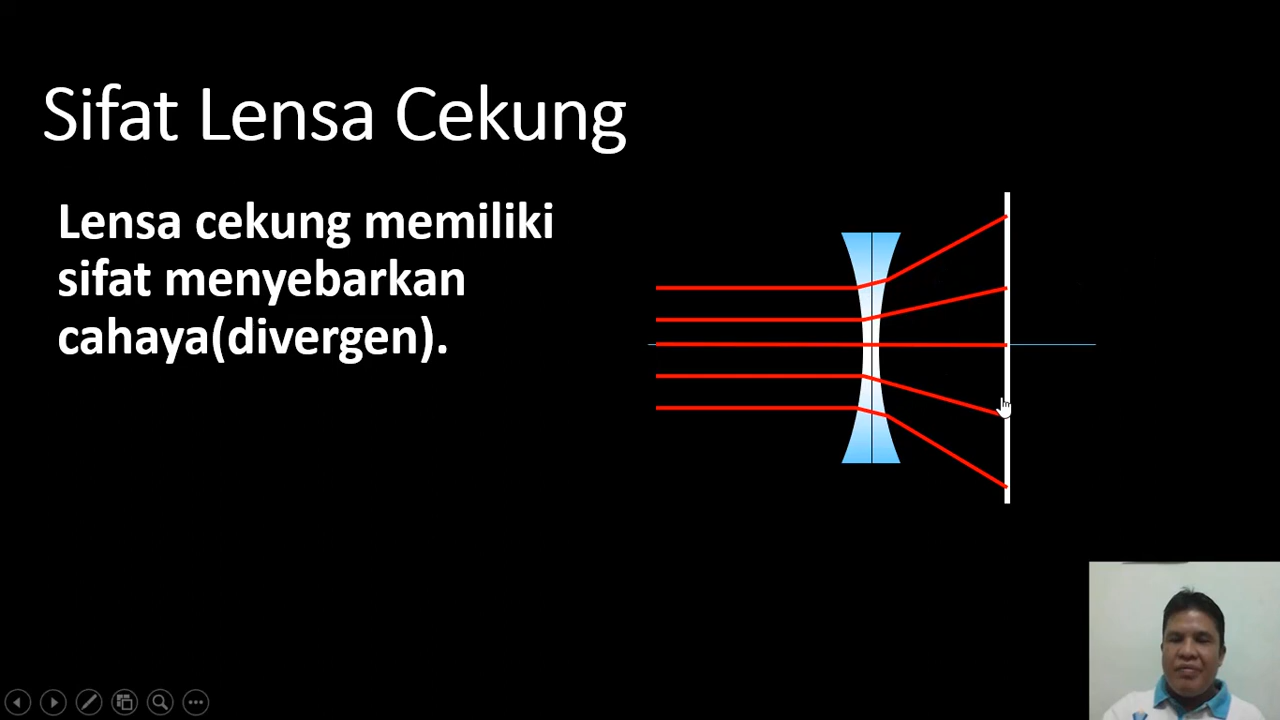 Sifat Lensa Cekung
Lensa cekung memiliki
sifat menyebarkan
cahaya(divergen).